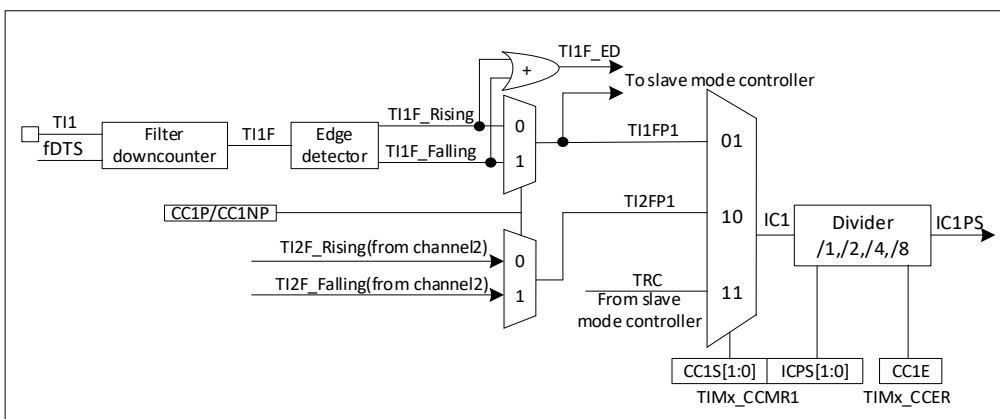 TI1F_ED
+
To slave mode controller
TI1F_Rising
TI1
fDTS
Filter
downcounter
TI1F
Edge
detector
0
1
TI1FP1
01
TI1F_Falling
CC1P/CC1NP
TI2FP1
10
IC1
Divider
/1,/2,/4,/8
IC1PS
TI2F_Rising(from channel2)
0
TI2F_Falling(from channel2)
1
TRC
From slave
mode controller
11
CC1S[1:0]
ICPS[1:0]
CC1E
TIMx_CCMR1
TIMx_CCER